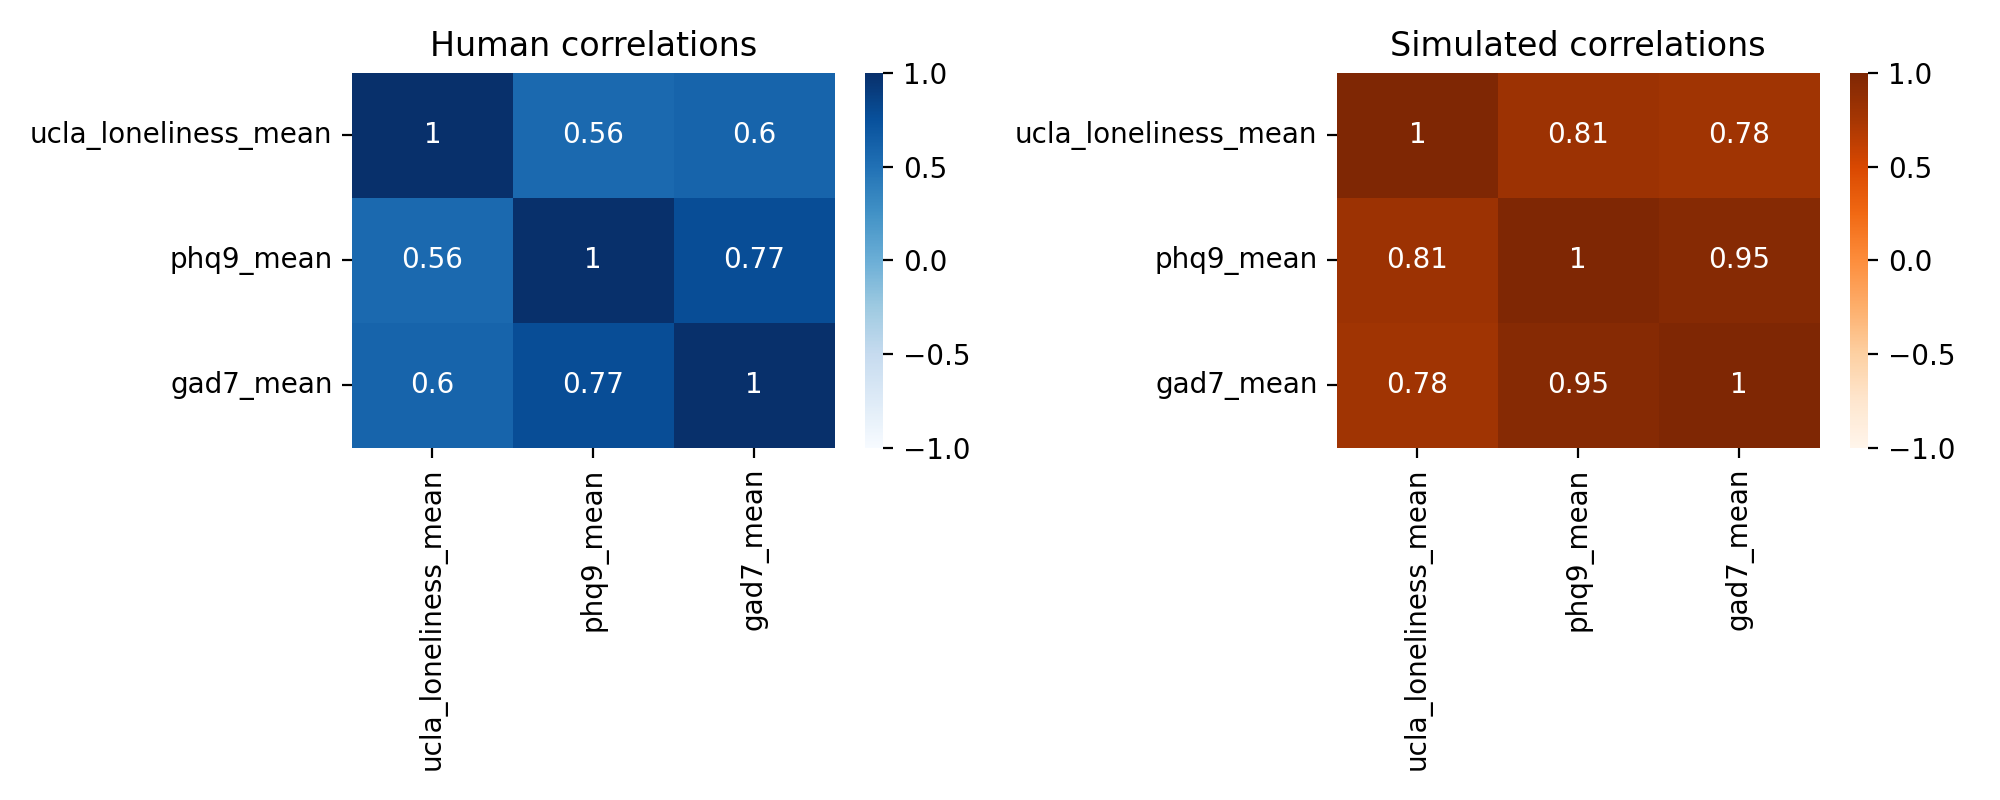 Human correlations
ucla_loneliness_mean
phq9_mean
gad7_mean
1 0.56 0.6
0.56 1 0.77
0.6 0.77 1
1.0
0.5
0.0
−0.5
−1.0
ucla_loneliness_mean
phq9_mean
gad7_mean
Simulated correlations
ucla_loneliness_mean
phq9_mean
gad7_mean
1 0.81 0.78
0.81 1 0.95
0.78 0.95 1
1.0
0.5
0.0
−0.5
−1.0
ucla_loneliness_mean
phq9_mean
gad7_mean